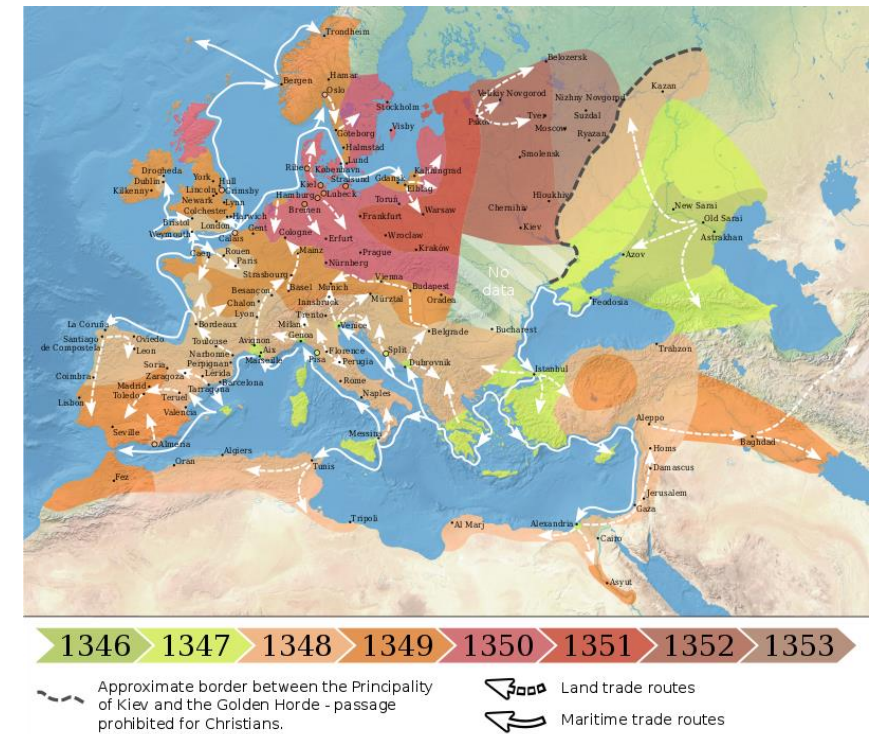 Trondheim
Bergen
Hamar
Oslo
Stockholm
Göteborg
Visby
Halmstad
Lund
København
Ribe
Belozersk
Velikiy Novgorod
Pskov
Nizhny Novgorod
Tver
Suzdal
Moscow
Ryazan
Kazan
Smolensk
Drogheda
Dublin
Kilkenny
York
Hull
Lincoln
Grimsby
Newark
Lynn
Colchester
Harwich
Bristol
London
Weymouth
Calais
Gent
Kiel
Stralsund
Hamburg
Lübeck
Bremen
Gdansk
Kaliningrad
Elbląg
Toruń
Warsaw
Frankfurt
Wrocław
Kraków
Cologne
Erfurt
Prague
Nürnberg
Mainz
Hloukhiv
Chernihiv
Kiev
New Sarai
Old Sarai
Astrakhan
Azov
Feodosia
No
data
Caen
Rouen
Paris
Strasbourg
Besançon
Basel
Munich
Vienna
Budapest
Chalon
Innsbruck
Mürztal
Oradea
Lyon
Trento
Milan
Venice
Belgrade
Bucharest
Genoa
La Coruña
Santiago
de Compostela
Oviedo
Leon
Bordeaux
Toulouse
Avignon
Aix
Marseille
Narbonne
Perpignan
Pisa
Florence
Perugia
Split
Dubrovnik
Soria
Zaragoza
Lerida
Barcelona
Tarragona
Coimbra
Madrid
Toledo
Teruel
Valencia
Lisbon
Seville
Almeria
Rome
Naples
Messina
Istanbul
Trabzon
Aleppo
Baghdad
Homs
Damascus
Jerusalem
Gaza
Algiers
Oran
Tunis
Fez
Tripoli
Al Marj
Alexandria
Cairo
Asyut
1346 1347 1348 1349 1350 1351 1352 1353
Approximate border between the Principality
of Kiev and the Golden Horde - passage
prohibited for Christians.
Land trade routes
Maritime trade routes